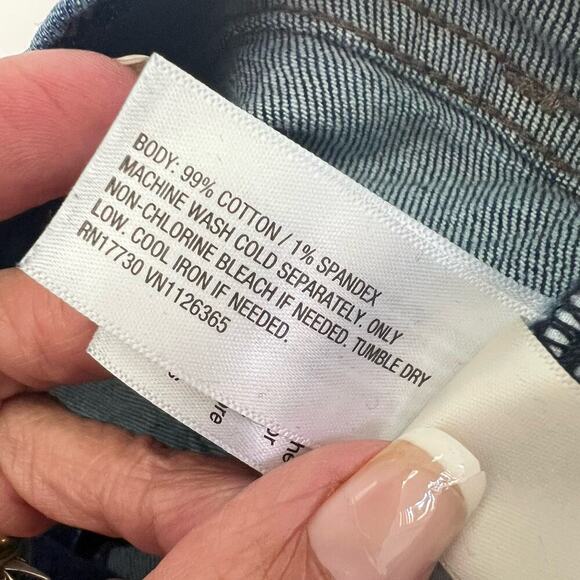 BODY: 99% COTTON / 1% SPANDEX
MACHINE WASH COLD SEPARATELY. ONLY
NON-CHLORINE BLEACH IF NEEDED. TUMBLE DRY
LOW. COOL IRON IF NEEDED.
RN17730 VN1126365